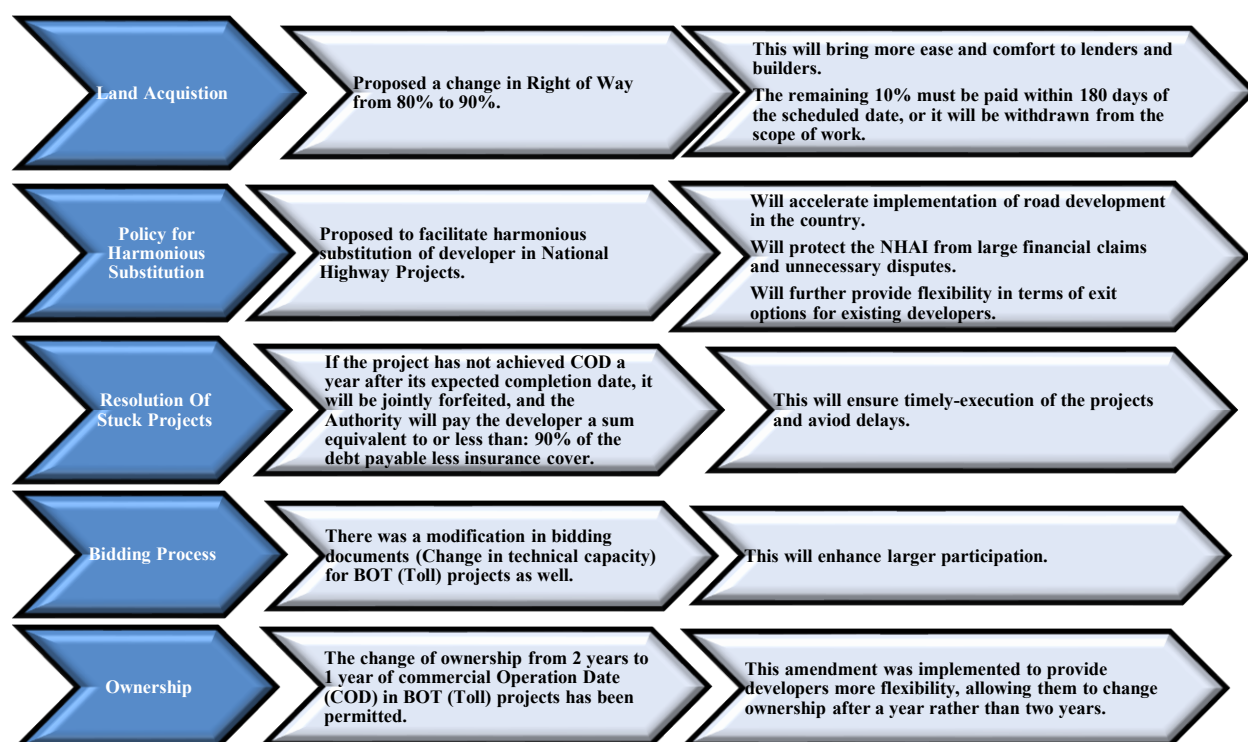 Land Acquistion
Proposed a change in Right of Way
from 80% to 90%.
This will bring more ease and comfort to lenders and
builders.
The remaining 10% must be paid within 180 days of
the scheduled date, or it will be withdrawn from the
scope of work.
Policy for
Harmonious
Substitution
Proposed to facilitate harmonious
substitution of developer in National
Highway Projects.
Will accelerate implementation of road development
in the country.
Will protect the NHAI from large financial claims
and unnecessary disputes.
Will further provide flexibility in terms of exit
options for existing developers.
Resolution Of
Stuck Projects
If the project has not achieved COD a
year after its expected completion date, it
will be jointly forfeited, and the
Authority will pay the developer a sum
equivalent to or less than: 90% of the
debt payable less insurance cover.
This will ensure timely-execution of the projects
and aviod delays.
Bidding Process
There was a modification in bidding
documents (Change in technical capacity)
for BOT (Toll) projects as well.
This will enhance larger participation.
Ownership
The change of ownership from 2 years to
1 year of commercial Operation Date
(COD) in BOT (Toll) projects has been
permitted.
This amendment was implemented to provide
developers more flexibility, allowing them to change
ownership after a year rather than two years.